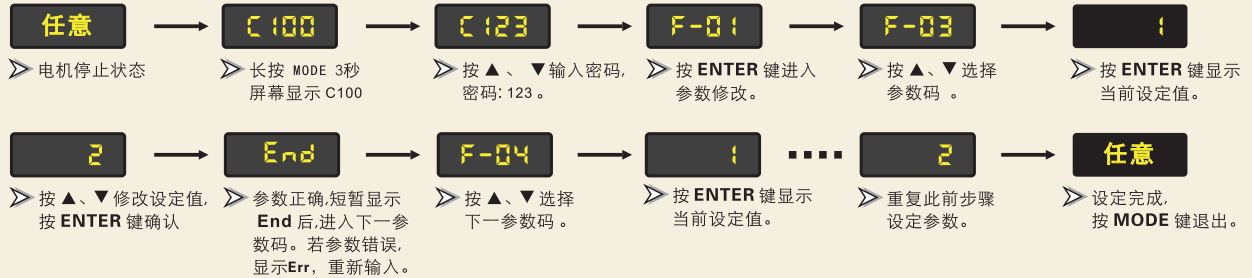 任意
C100
C123
F-01
F-03
1
电机停止状态
长按 MODE 3秒
屏幕显示 C100
按▲、▼输入密码,
密码: 123 。
按 ENTER 键进入
参数修改。
按▲、▼选择
参数码 。
按 ENTER 键显示
当前设定值。
2
End
F-04
1
2
任意
按▲、▼修改设定值,
按 ENTER 键确认
参数正确,短暂显示
End 后,进入下一参
数码。若参数错误,
显示Err，重新输入。
按▲、▼选择
下一参数码 。
按 ENTER 键显示
当前设定值。
重复此前步骤
设定参数。
设定完成,
按 MODE 键退出。